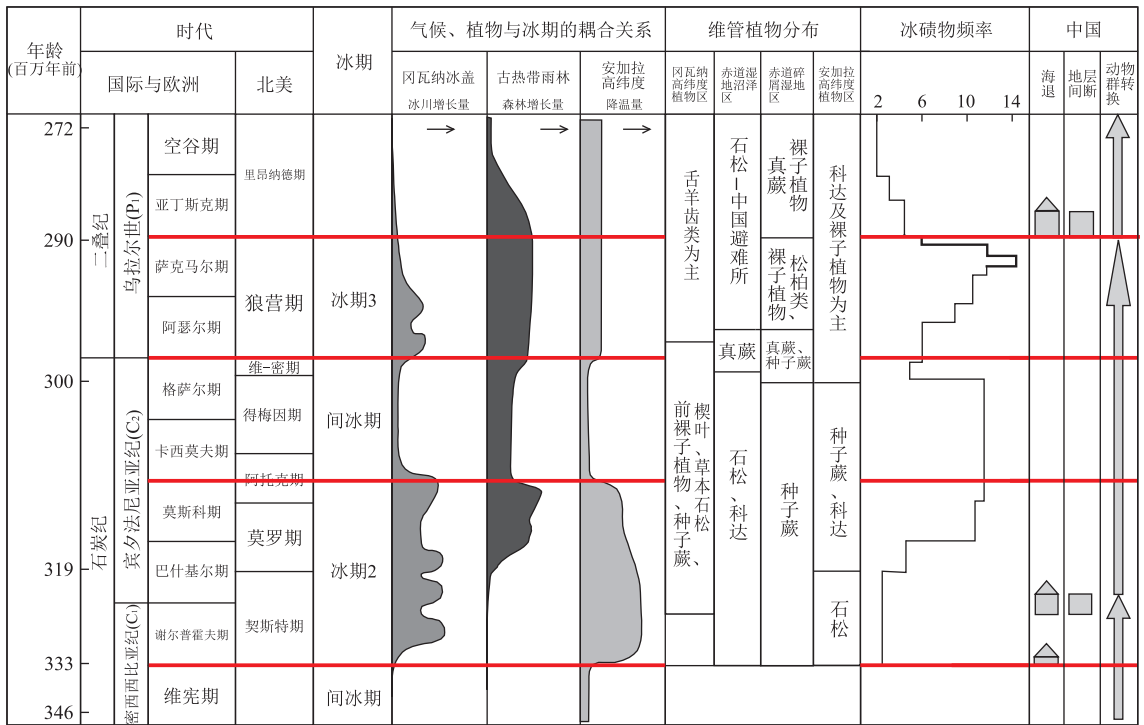 年龄
(百万年前)
时代
冰期
气候、植物与冰期的耦合关系
维管植物分布
冰碛物频率
中国
国际与欧洲
北美
冈瓦纳冰盖
冰川增长量
古热带雨林
森林增长量
安加拉
高纬度
降温量
冈瓦纳
高纬度
植物区
赤道湿
地沼泽
区
赤道碎
屑湿地
区
安加拉
高纬度
植物区
2
6
10
14
海退
地层
间断
动物
群转
换
272
290
300
319
333
346
二叠纪
石炭纪
乌拉尔世(P₁)
宾夕法尼亚亚纪(C₂)
密西西比亚纪(C₁)
空谷期
亚丁斯克期
萨克马尔期
阿瑟尔期
格萨尔期
卡西莫夫期
莫斯科期
巴什基尔期
谢尔普霍夫期
维宪期
里昂纳德期
狼营期
维-密期
得梅因期
阿托克期
莫罗期
契斯特期
冰期3
间冰期
冰期2
间冰期
舌羊齿类为主
楔叶、草本石松
前裸子植物、种子蕨、
石松-中国避难所
真蕨
石松、科达
裸子植物
真蕨
松柏类、
裸子植物、
真蕨、
种子蕨
种子蕨
科达及裸子植物为主
种子蕨、科达
石松